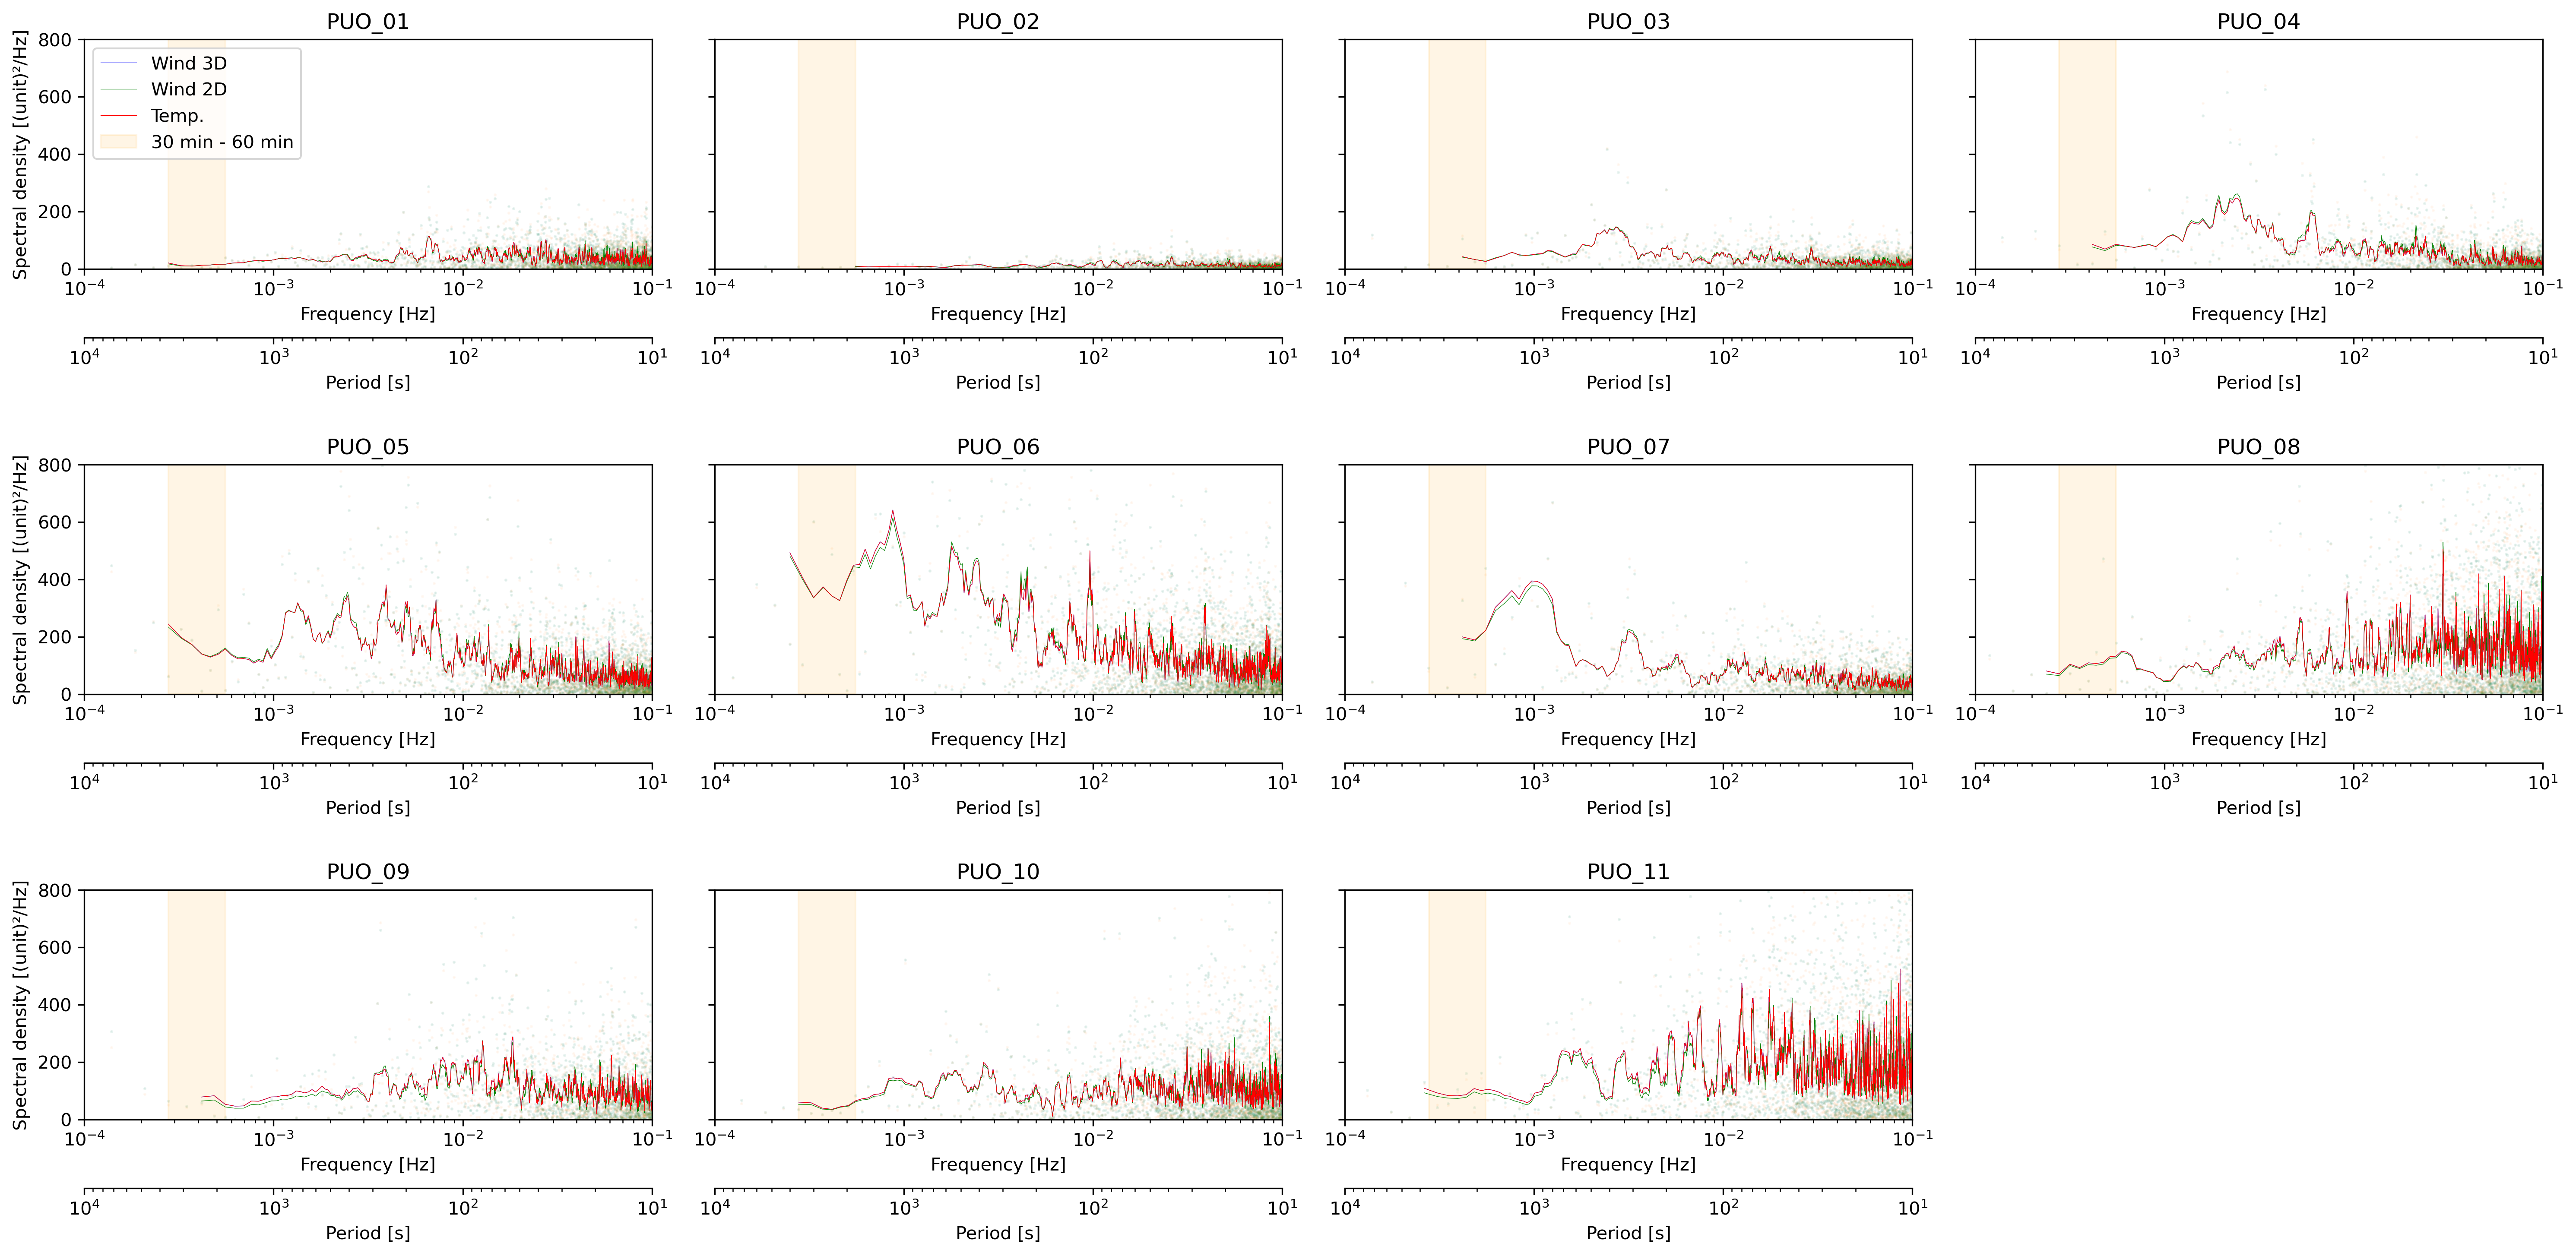 PUO_01 PUO_02 PUO_03 PUO_04
Spectral density [(unit)²/Hz]
800
600
400
200
0
Wind 3D
Wind 2D
Temp.
30 min - 60 min
10⁻⁴ 10⁻³ 10⁻² 10⁻¹ 10⁻⁴ 10⁻³ 10⁻² 10⁻¹ 10⁻⁴ 10⁻³ 10⁻² 10⁻¹ 10⁻⁴ 10⁻³ 10⁻² 10⁻¹
Frequency [Hz] Frequency [Hz] Frequency [Hz] Frequency [Hz]
10⁴ 10³ 10² 10¹ 10⁴ 10³ 10² 10¹ 10⁴ 10³ 10² 10¹ 10⁴ 10³ 10² 10¹
Period [s] Period [s] Period [s] Period [s]
PUO_05 PUO_06 PUO_07 PUO_08
Spectral density [(unit)²/Hz]
800
600
400
200
0
10⁻⁴ 10⁻³ 10⁻² 10⁻¹ 10⁻⁴ 10⁻³ 10⁻² 10⁻¹ 10⁻⁴ 10⁻³ 10⁻² 10⁻¹ 10⁻⁴ 10⁻³ 10⁻² 10⁻¹
Frequency [Hz] Frequency [Hz] Frequency [Hz] Frequency [Hz]
10⁴ 10³ 10² 10¹ 10⁴ 10³ 10² 10¹ 10⁴ 10³ 10² 10¹ 10⁴ 10³ 10² 10¹
Period [s] Period [s] Period [s] Period [s]
PUO_09 PUO_10 PUO_11
Spectral density [(unit)²/Hz]
800
600
400
200
0
10⁻⁴ 10⁻³ 10⁻² 10⁻¹ 10⁻⁴ 10⁻³ 10⁻² 10⁻¹ 10⁻⁴ 10⁻³ 10⁻² 10⁻¹
Frequency [Hz] Frequency [Hz] Frequency [Hz]
10⁴ 10³ 10² 10¹ 10⁴ 10³ 10² 10¹ 10⁴ 10³ 10² 10¹
Period [s] Period [s] Period [s]